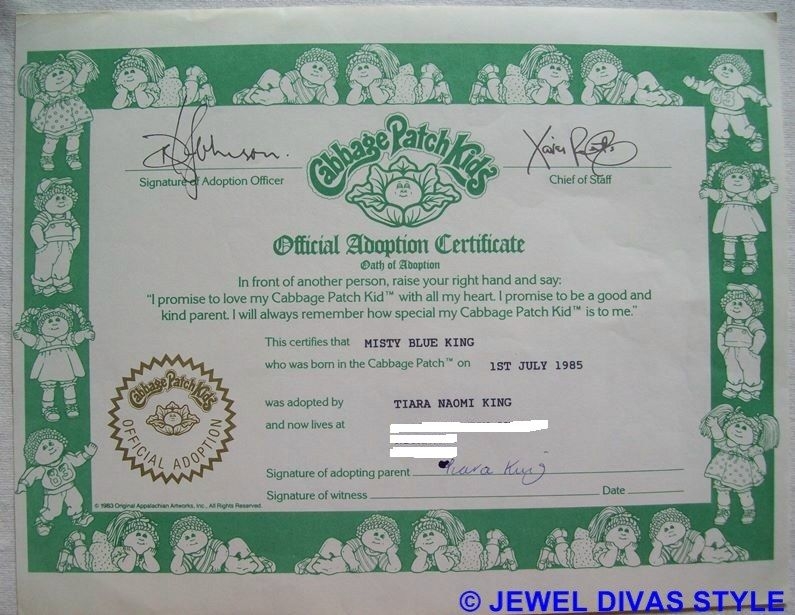 R Johnson.
Signature of Adoption Officer
Cabbage Patch Kids
Chief of Staff
Official Adoption Certificate
Oath of Adoption
In front of another person, raise your right hand and say:
“I promise to love my Cabbage Patch Kid™ with all my heart. I promise to be a good and
kind parent. I will always remember how special my Cabbage Patch Kid™ is to me.”
This certifies that MISTY BLUE KING
who was born in the Cabbage Patch™ on 1ST JULY 1985
was adopted by TIARA NAOMI KING
and now lives at
Cabbage Patch Kids
OFFICIAL ADOPTION
Signature of adopting parent Tiara King
Signature of witness Date
© 1983 Original Appalachian Artworks, Inc., All Rights Reserved.
© JEWEL DIVAS STYLE